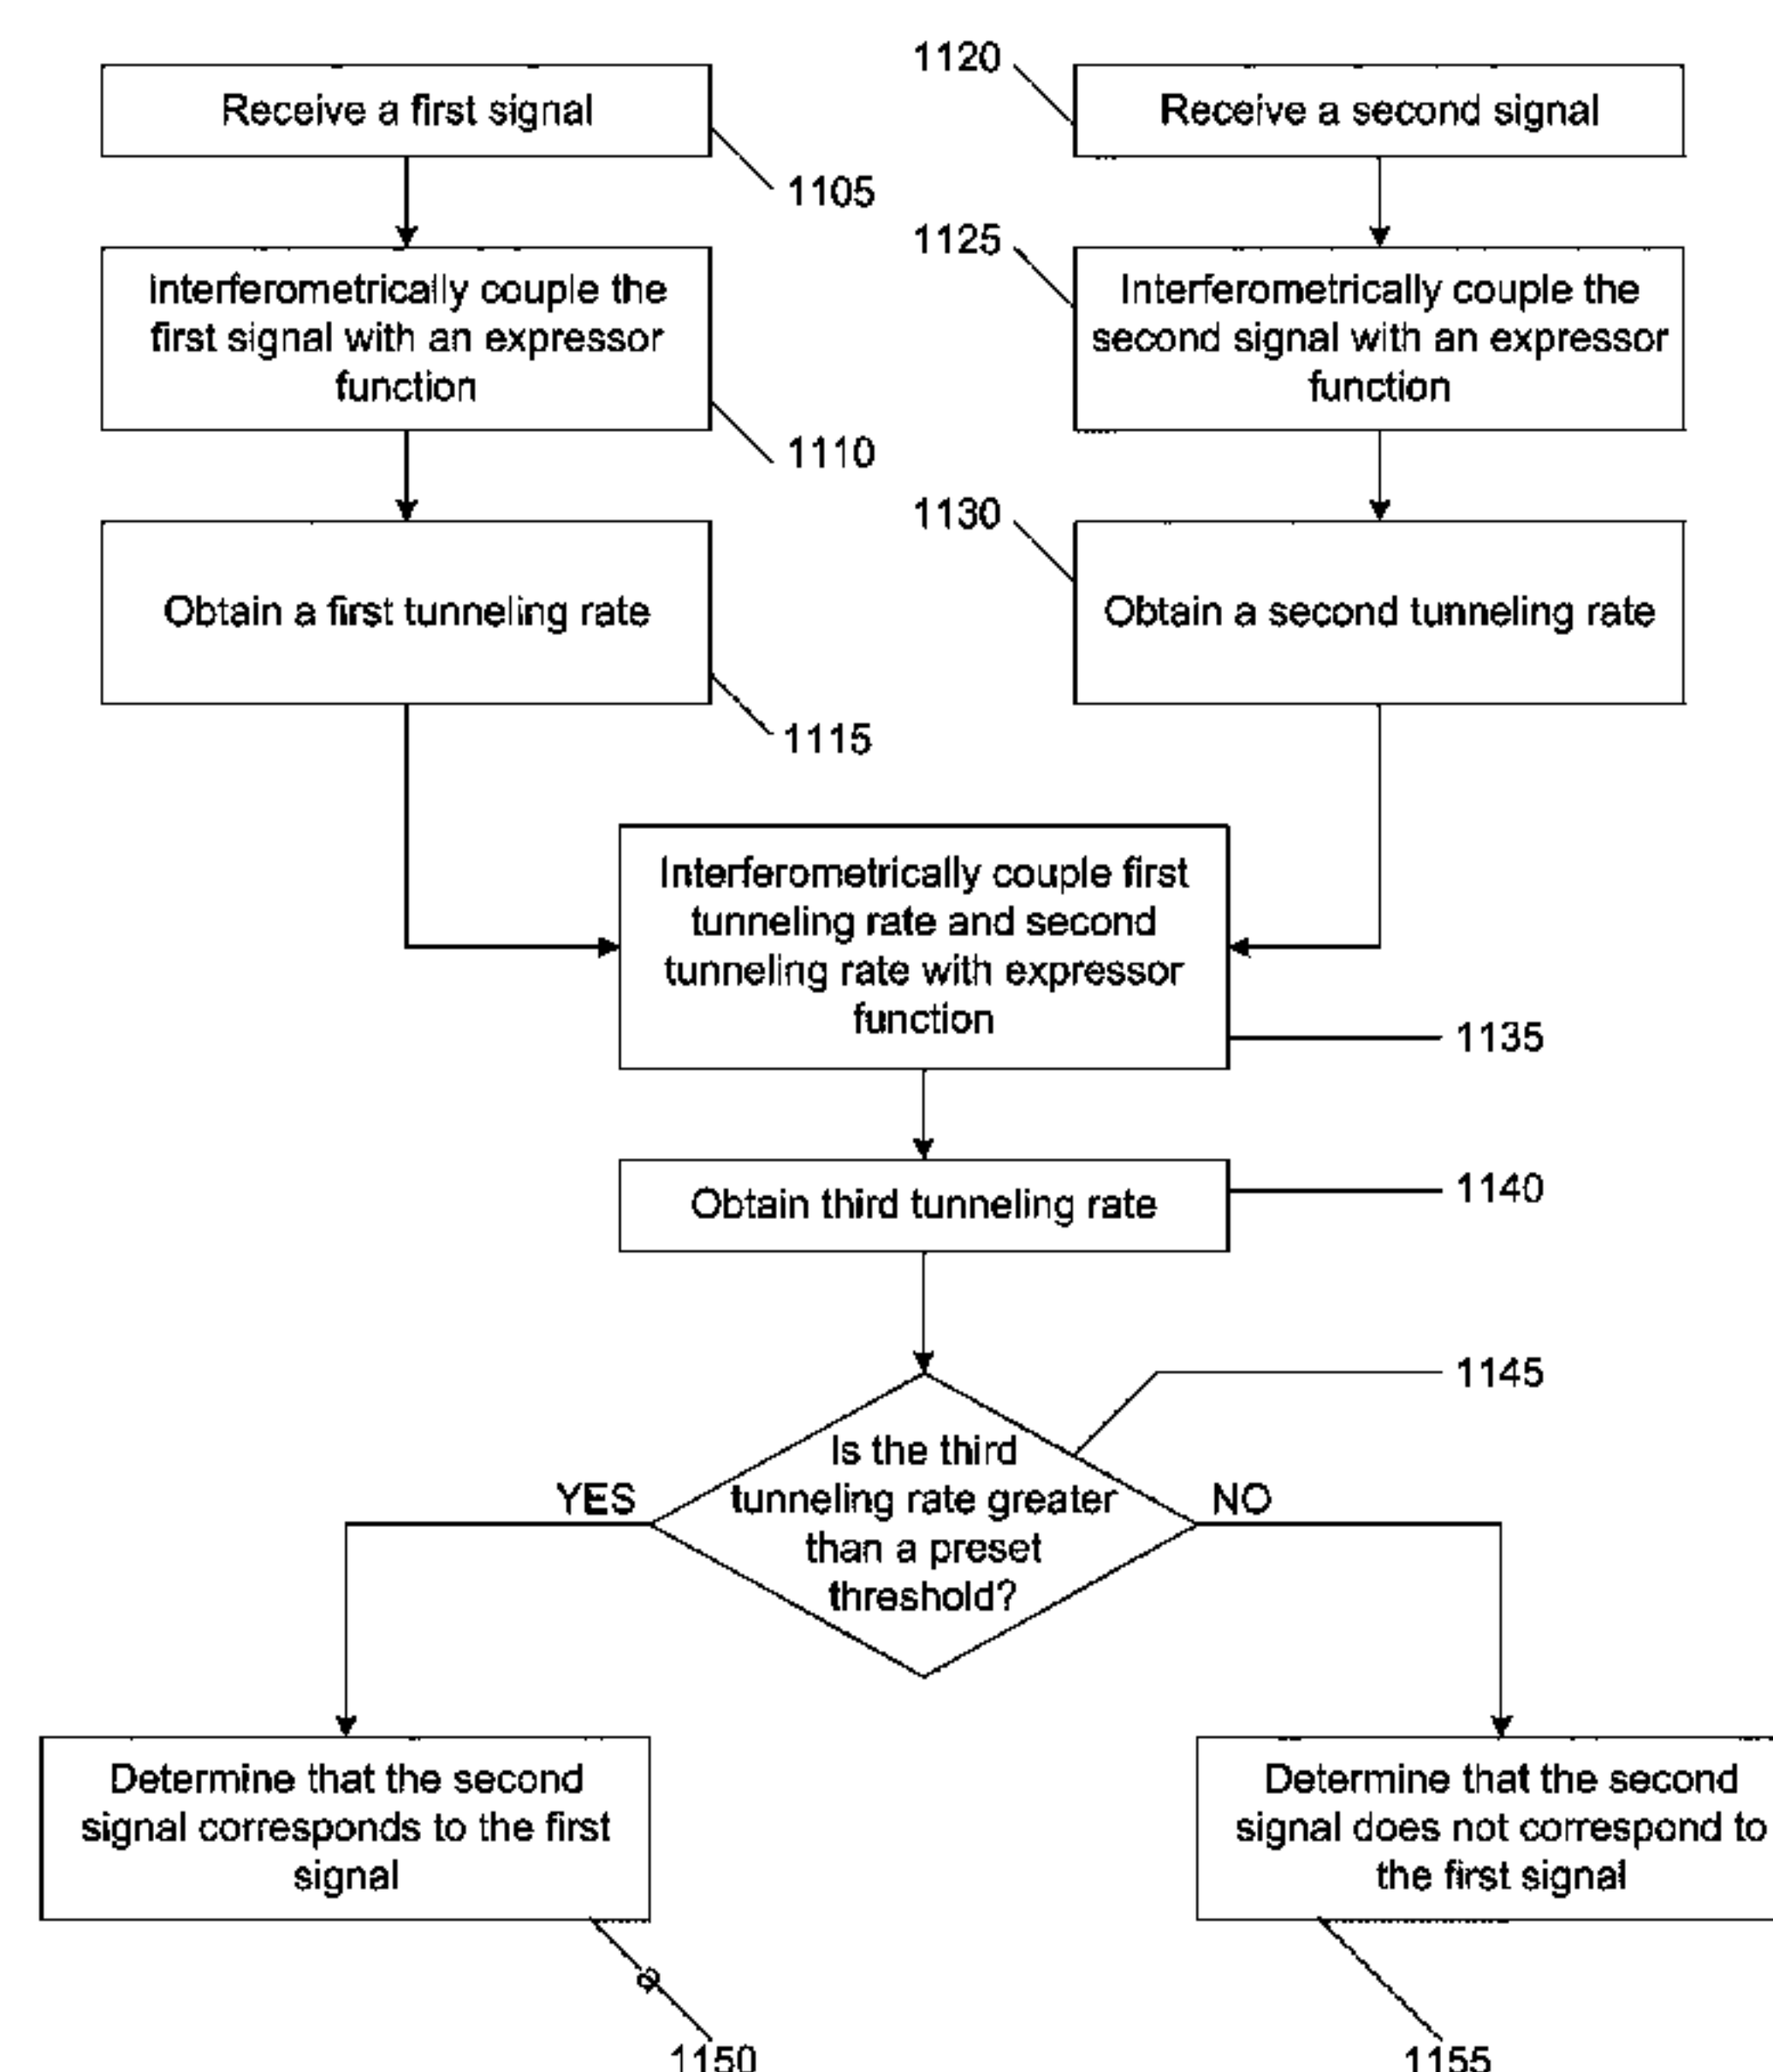 Receive a first signal
1105
Interferometrically couple the
first signal with an expressor
function
1110
Obtain a first tunneling rate
1115
1120
Receive a second signal
1125
Interferometrically couple the
second signal with an expressor
function
1130
Obtain a second tunneling rate
Interferometrically couple first
tunneling rate and second
tunneling rate with expressor
function
1135
Obtain third tunneling rate
1140
1145
Is the third
tunneling rate greater
than a preset
threshold?
YES
NO
Determine that the second
signal corresponds to the first
signal
1150
Determine that the second
signal does not correspond to
the first signal
1155